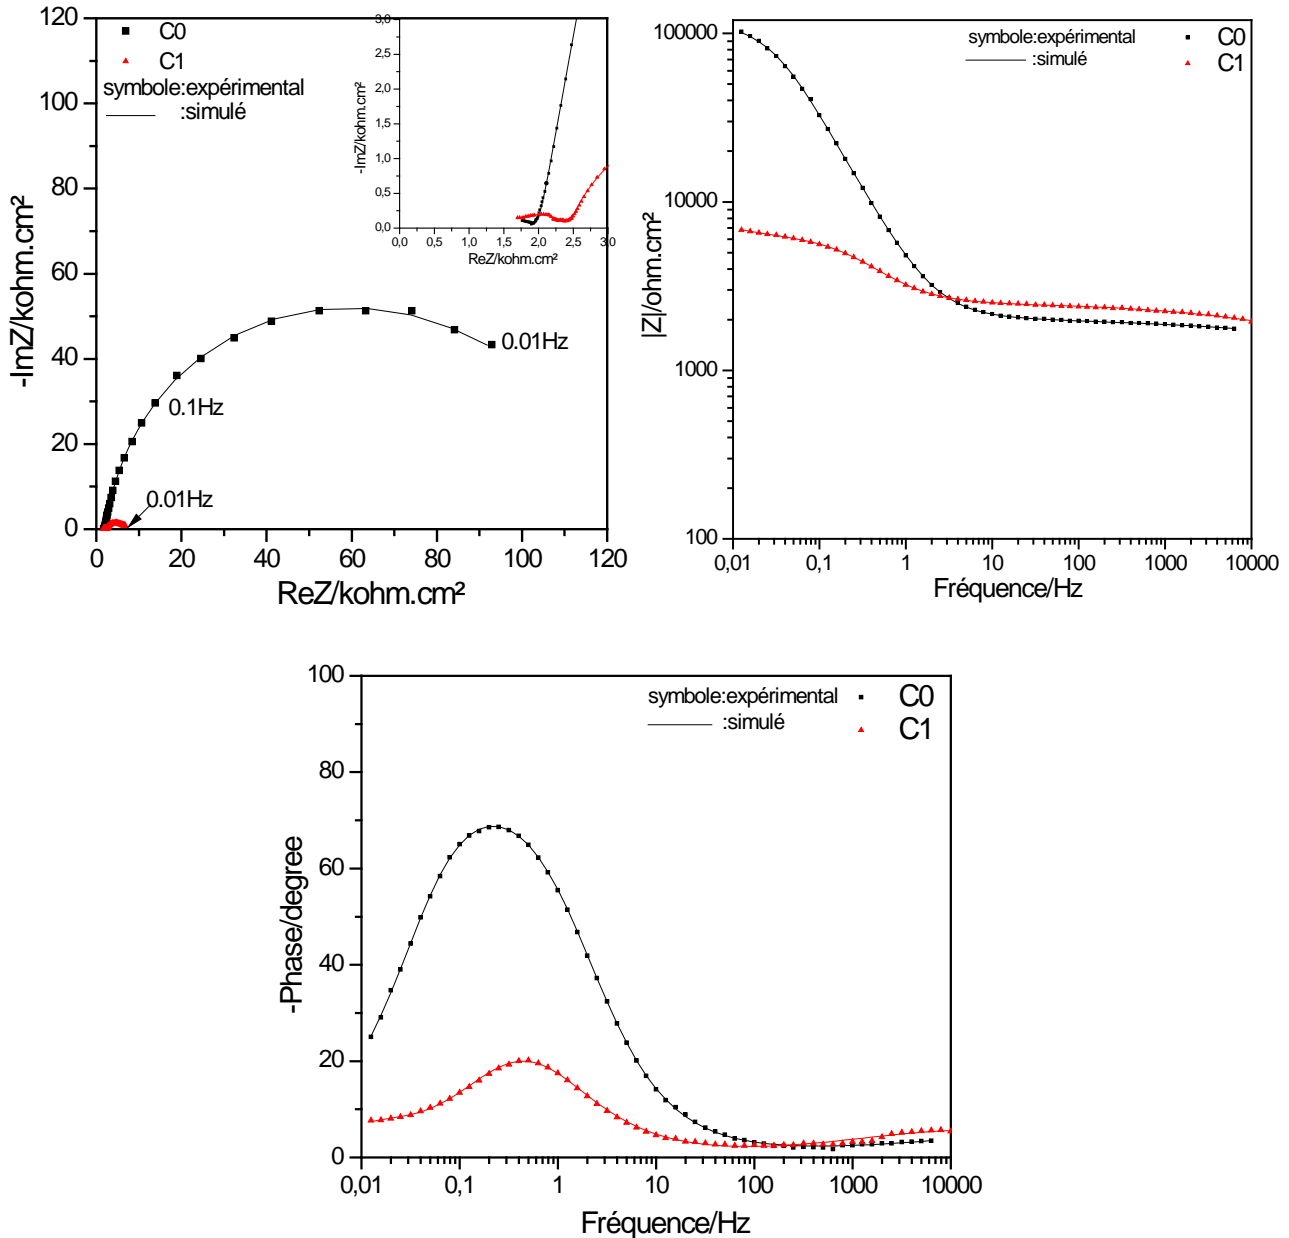 120
100
80
60
40
20
0
-ImZ/kohm.cm²
C0
C1
symbole:expérimental
:simulé
3,0
2,5
2,0
1,5
1,0
0,5
0,0
-ImZ/kohm.cm²
0,0 0,5 1,0 1,5 2,0 2,5 3,0
ReZ/kohm.cm²
0.01Hz
0.1Hz
0.01Hz
0 20 40 60 80 100 120
ReZ/kohm.cm²
100000
10000
1000
100
|Z|/ohm.cm²
symbole:expérimental
:simulé
C0
C1
0,01 0,1 1 10 100 1000 10000
Fréquence/Hz
100
80
60
40
20
0
-Phase/degree
symbole:expérimental
:simulé
C0
C1
0,01 0,1 1 10 100 1000 10000
Fréquence/Hz